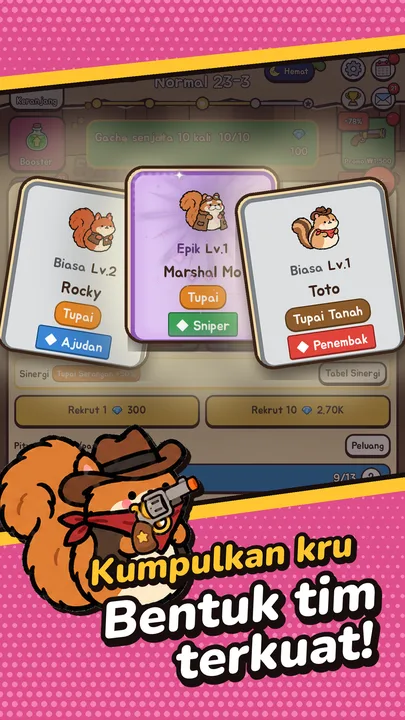 Normal 23-3
Hemat
Keranjang
-78%
Booster
Gacha senjata 10 kali 10/10
100
Biasa Lv.2
Rocky
Tupai
Ajudan
Epik Lv.1
Marshal Mo
Tupai
Sniper
Biasa Lv.1
Toto
Tupai Tanah
Penembak
Sinergi
Tabel Sinergi
Rekrut 1 300
Rekrut 10 2,70K
Peluang
9/13
Kumpulkan kru
Bentuk tim
terkuat!